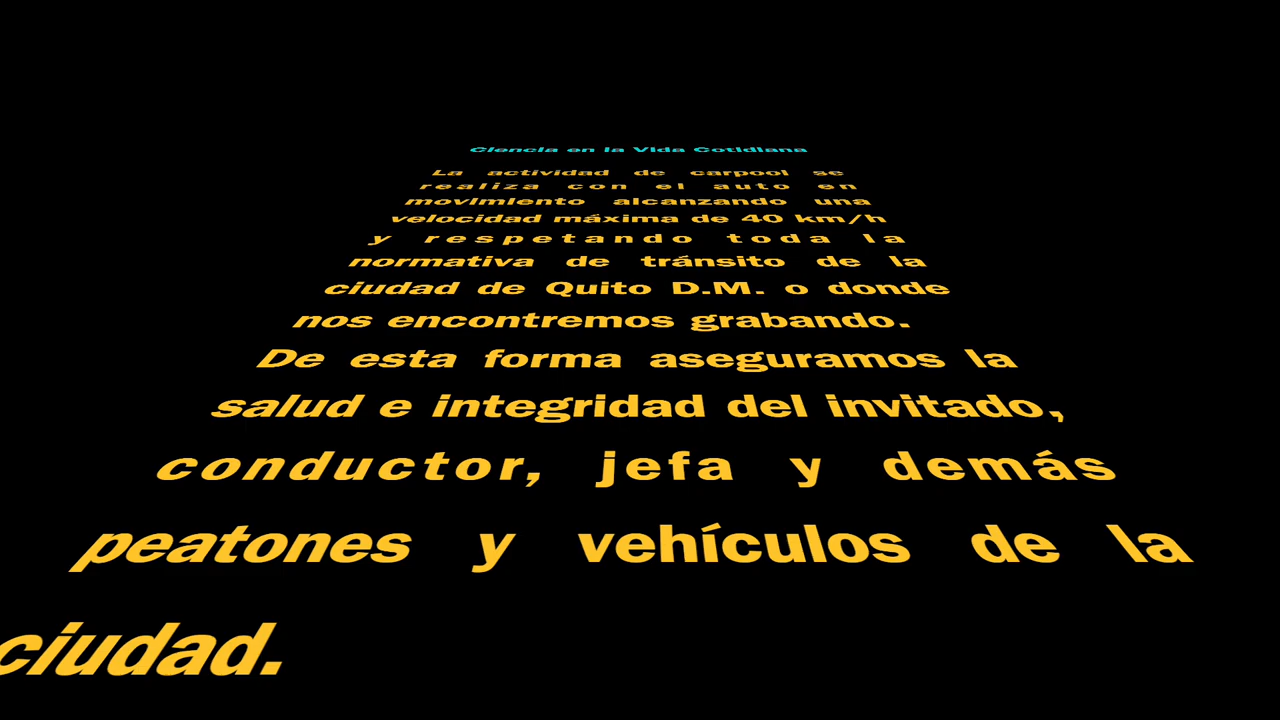 Ciencia en la Vida Cotidiana
La actividad de carpool se
realiza con el auto en
movimiento alcanzando una
velocidad máxima de 40 km/h
y respetando toda la
normativa de tránsito de la
ciudad de Quito D.M. o donde
nos encontremos grabando.
De esta forma aseguramos la
salud e integridad del invitado,
conductor, jefa y demás
peatones y vehículos de la
ciudad.